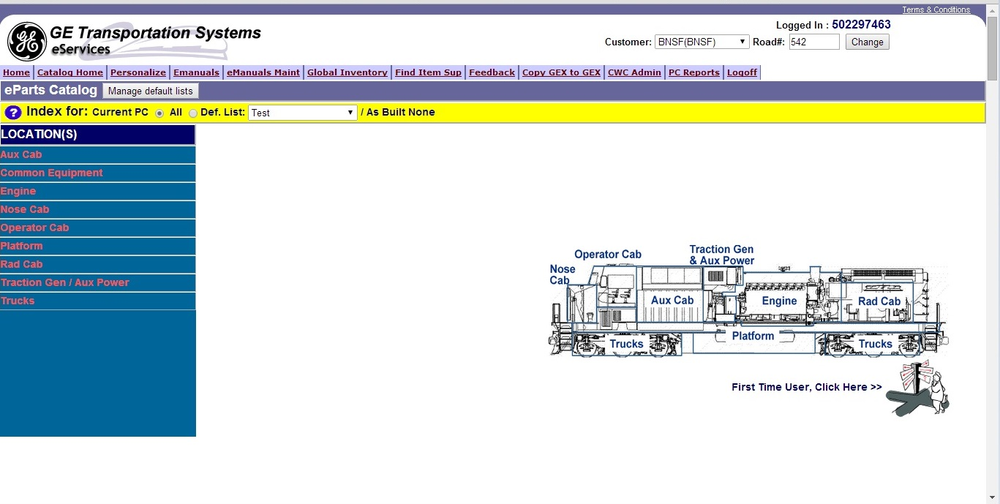 Terms & Conditions
GE Transportation Systems
eServices
Logged In : 502297463
Customer: BNSF(BNSF) Road#: 542 Change
Home Catalog Home Personalize Emanuals eManuals Maint Global Inventory Find Item Sup Feedback Copy GEX to GEX CWC Admin PC Reports Logoff
eParts Catalog Manage default lists
? Index for: Current PC All Def. List: Test / As Built None
LOCATION(S)
Aux Cab
Common Equipment
Engine
Nose Cab
Operator Cab
Platform
Rad Cab
Traction Gen / Aux Power
Trucks
Operator Cab
Traction Gen
& Aux Power
Nose
Cab
Aux Cab
Engine
Rad Cab
Platform
Trucks
Trucks
First Time User, Click Here >>